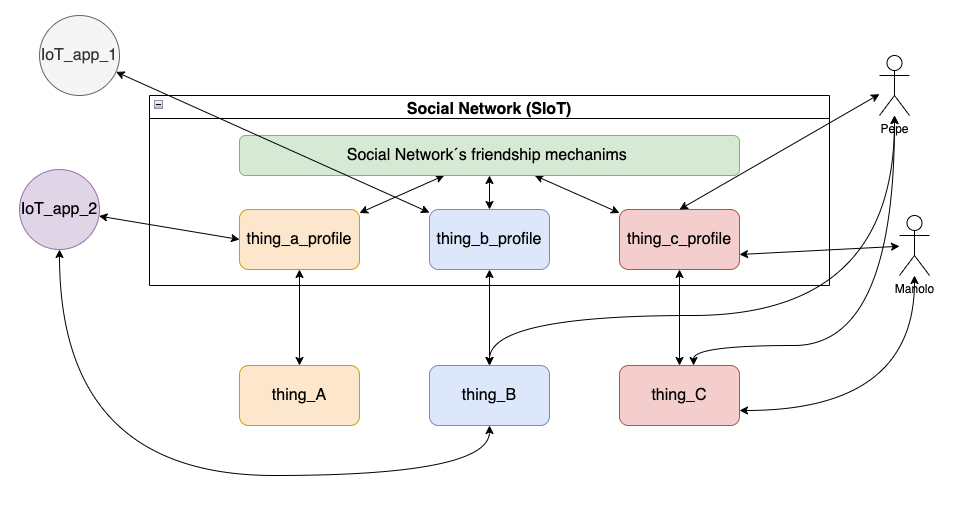 IoT_app_1
Social Network (SIoT)
Pepe
Social Network´s friendship mechanims
IoT_app_2
thing_a_profile
thing_b_profile
thing_c_profile
Manolo
thing_A
thing_B
thing_C